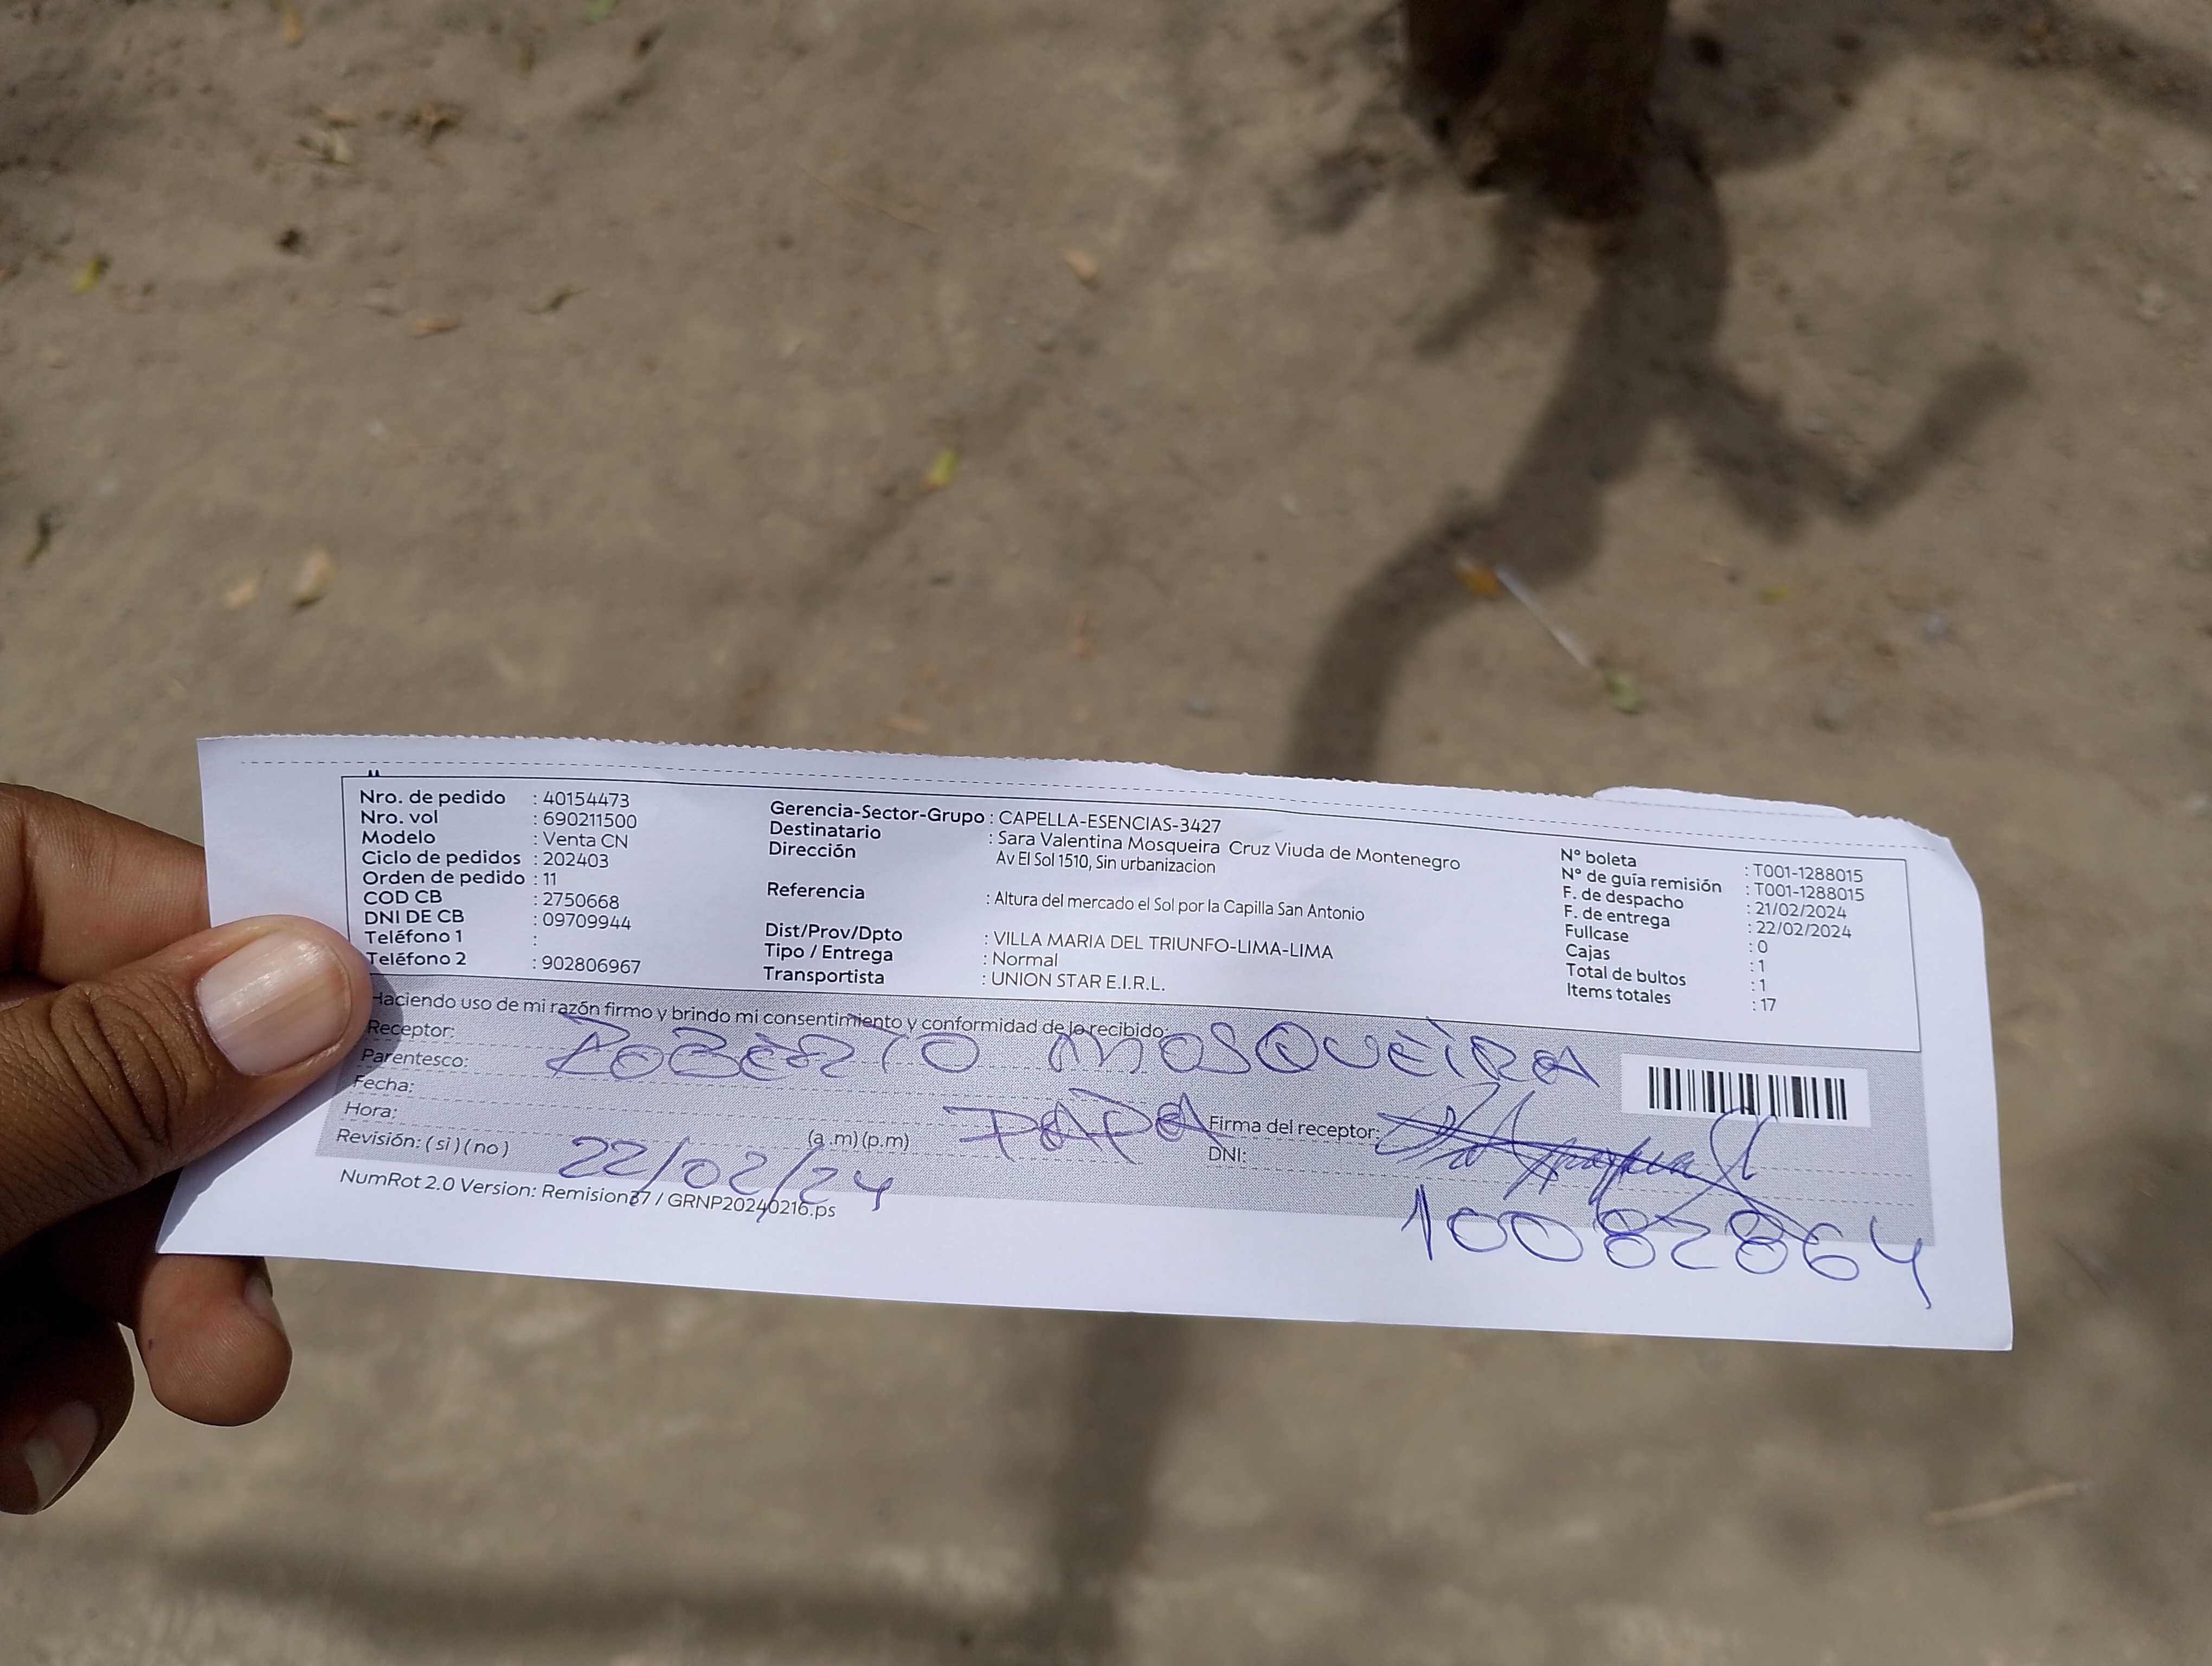 Nro. de pedido : 40154473
Nro. vol : 690211500
Modelo : Venta CN
Ciclo de pedidos : 202403
Orden de pedido : 11
COD CB : 2750668
DNI DE CB : 09709944
Teléfono 1 :
Teléfono 2 : 902806967
Gerencia-Sector-Grupo : CAPELLA-ESENCIAS-3427
Destinatario : Sara Valentina Mosqueira Cruz Viuda de Montenegro
Dirección Av El Sol 1510, Sin urbanizacion
Referencia : Altura del mercado el Sol por la Capilla San Antonio
Dist/Prov/Dpto : VILLA MARIA DEL TRIUNFO-LIMA-LIMA
Tipo / Entrega : Normal
Transportista : UNION STAR E.I.R.L.
N° boleta : T001-1288015
N° de guía remisión : T001-1288015
F. de despacho : 21/02/2024
F. de entrega : 22/02/2024
Fullcase : 0
Cajas : 1
Total de bultos : 1
Items totales : 17
Haciendo uso de mi razón firmo y brindo mi consentimiento y conformidad de lo recibido:
Receptor: ROBERTO MOSQUEIRA
Parentesco: PAPA
Fecha: 22/02/24
Hora: (a .m) (p.m)
Revisión: ( si ) ( no )
Firma del receptor:
DNI: 10082864
NumRot 2.0 Version: Remision37 / GRNP20240216.ps